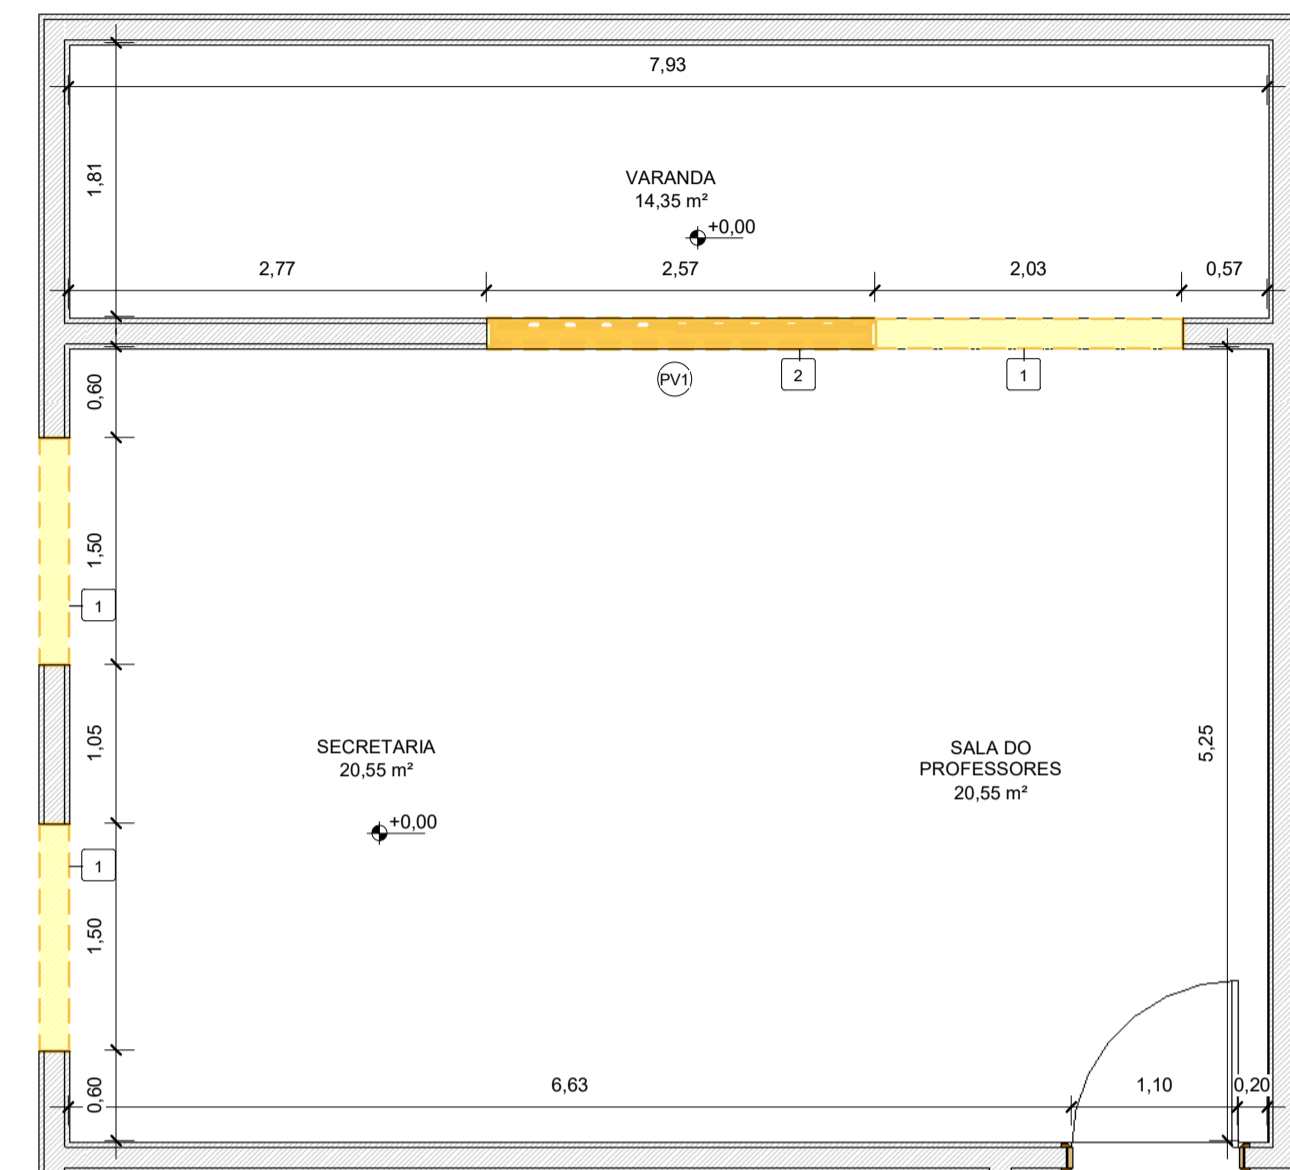 7,93
1,81
VARANDA
14,35 m²
+0,00
2,77
2,57
2,03
0,57
PV1
2
1
0,60
1,50
1
1,05
SECRETARIA
20,55 m²
+0,00
SALA DO
PROFESSORES
20,55 m²
5,25
1
1,50
0,60
6,63
1,10
0,20